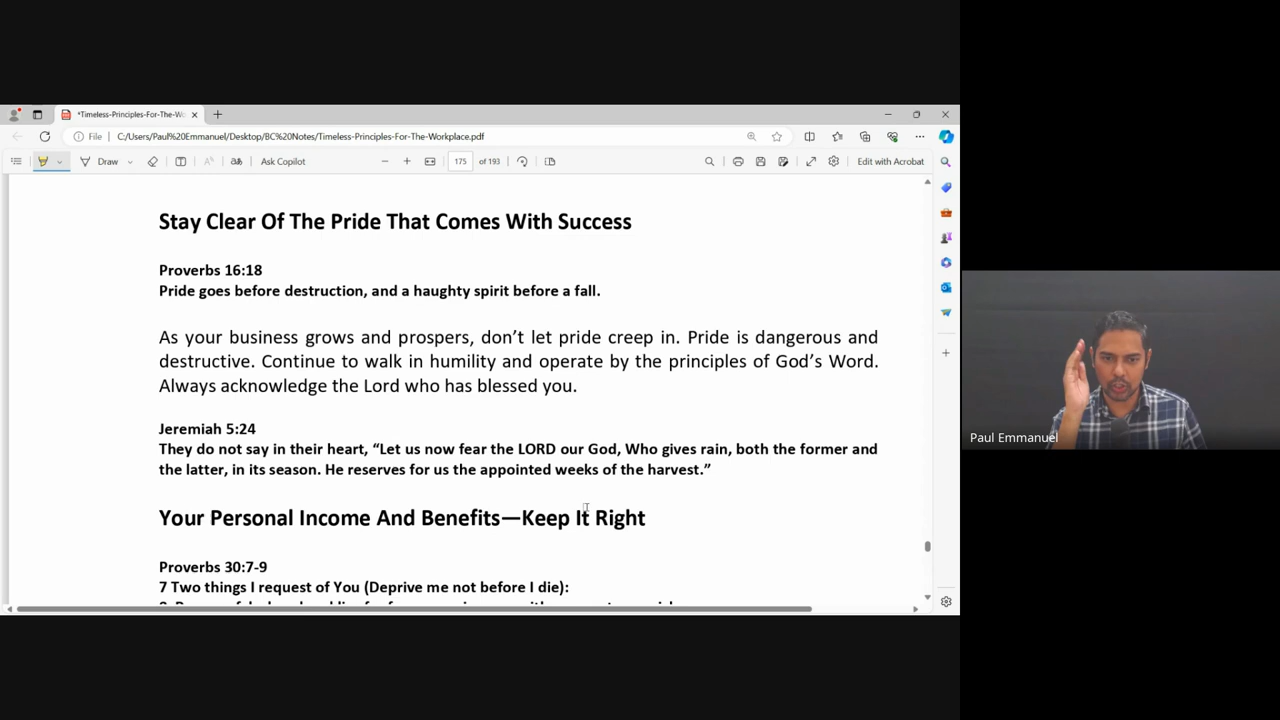 *Timeless-Principles-For-The-Wo
File
C:/Users/Paul%20Emmanuel/Desktop/BC%20Notes/Timeless-Principles-For-The-Workplace.pdf
Draw
Ask Copilot
175 of 193
Edit with Acrobat
Stay Clear Of The Pride That Comes With Success
Proverbs 16:18
Pride goes before destruction, and a haughty spirit before a fall.
As your business grows and prospers, don’t let pride creep in. Pride is dangerous and
destructive. Continue to walk in humility and operate by the principles of God’s Word.
Always acknowledge the Lord who has blessed you.
Jeremiah 5:24
They do not say in their heart, “Let us now fear the LORD our God, Who gives rain, both the former and
the latter, in its season. He reserves for us the appointed weeks of the harvest.”
Your Personal Income And Benefits—Keep It Right
Proverbs 30:7-9
7 Two things I request of You (Deprive me not before I die):
Paul Emmanuel